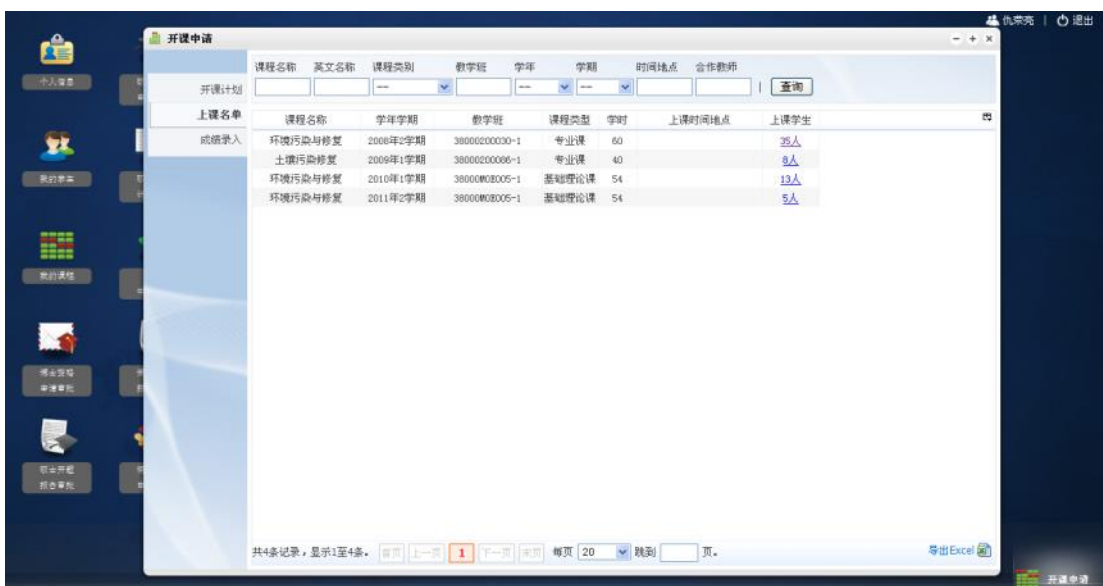 仇荣亮 | 退出
开课申请
个人信息
我的学生
我的课程
开课计划
上课名单
成绩录入
课程名称 英文名称 课程类别 教学班 学年 学期 时间地点 合作教师
-- -- -- | 查询
课程名称 学年学期 教学班 课程类型 学时 上课时间地点 上课学生
环境污染与修复 2008年2学期 38000200030-1 专业课 60 35人
土壤污染修复 2009年1学期 38000200086-1 专业课 40 8人
环境污染与修复 2010年1学期 38000MOE005-1 基础理论课 54 13人
环境污染与修复 2011年2学期 38000MOE005-1 基础理论课 54 5人
共4条记录，显示1至4条。 首页 上一页 1 下一页 末页 每页 20 跳到 页。
导出Excel
开课申请